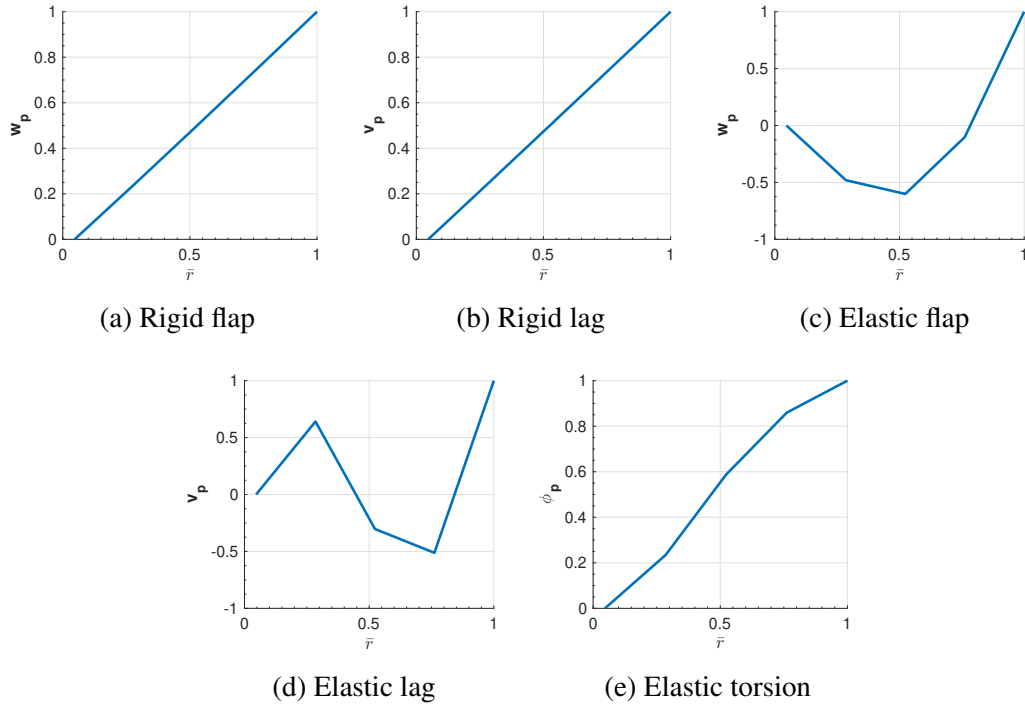 1
0.8
0.6
0.4
0.2
0
0 0.5 1
w_p
r̄
(a) Rigid flap
1
0.8
0.6
0.4
0.2
0
0 0.5 1
v_p
r̄
(b) Rigid lag
1
0.5
0
-0.5
-1
0 0.5 1
w_p
r̄
(c) Elastic flap
1
0.5
0
-0.5
-1
0 0.5 1
v_p
r̄
(d) Elastic lag
1
0.8
0.6
0.4
0.2
0
0 0.5 1
ϕ_p
r̄
(e) Elastic torsion